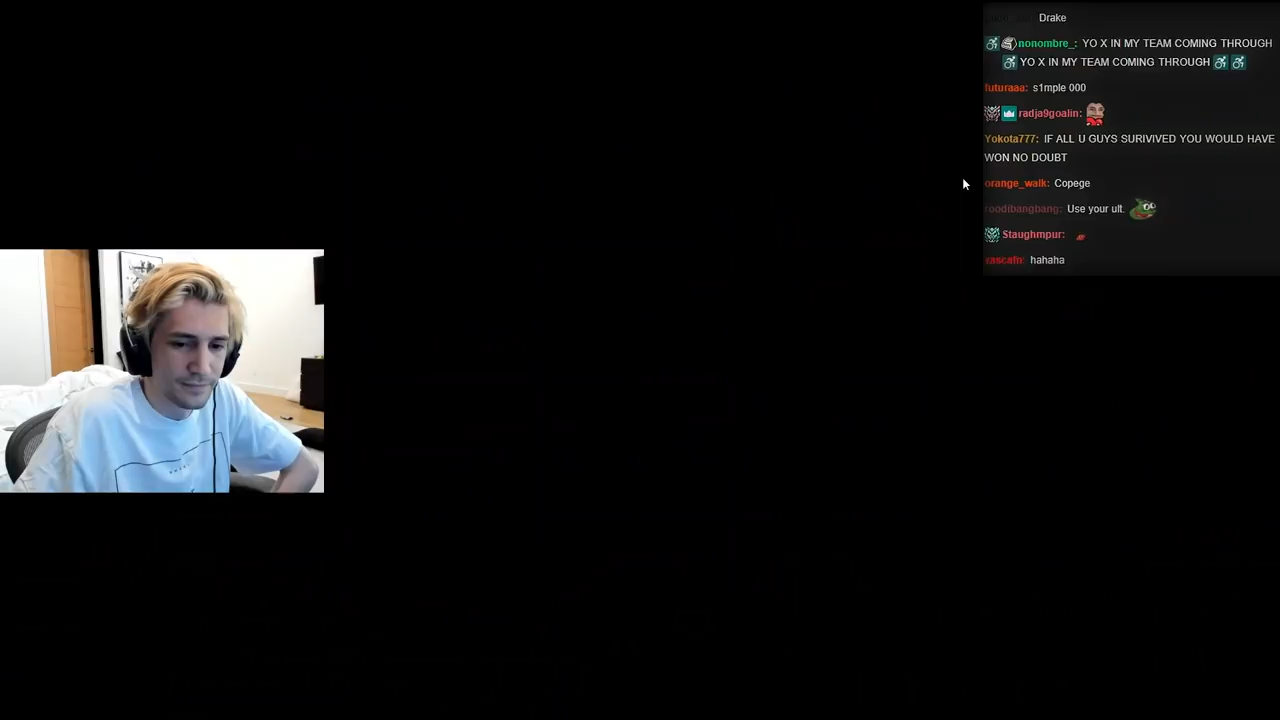 Drake
nonombre_: YO X IN MY TEAM COMING THROUGH
YO X IN MY TEAM COMING THROUGH
futuraaa: s1mple 000
radja9goalin:
Yokota777: IF ALL U GUYS SURIVIVED YOU WOULD HAVE
WON NO DOUBT
orange_walk: Copege
roodibangbang: Use your ult.
Staughmpur:
rascafn: hahaha